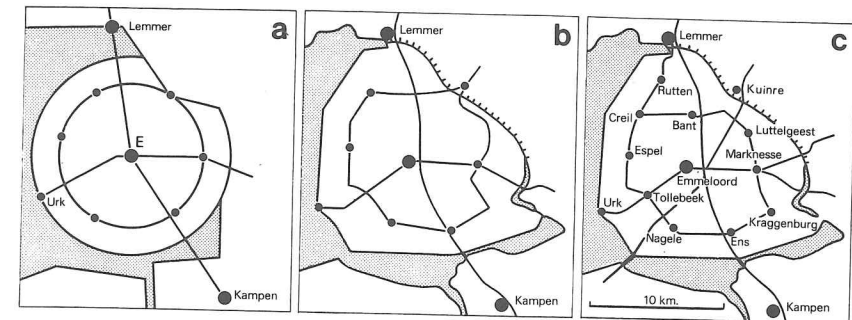 a
Lemmer
E
Urk
Kampen
b
Lemmer
Kampen
c
Lemmer
Rutten
Kuinre
Creil
Bant
Luttelgeest
Espel
Marknesse
Emmeloord
Urk
Tollebeek
Kraggenburg
Nagele
Ens
10 km.
Kampen